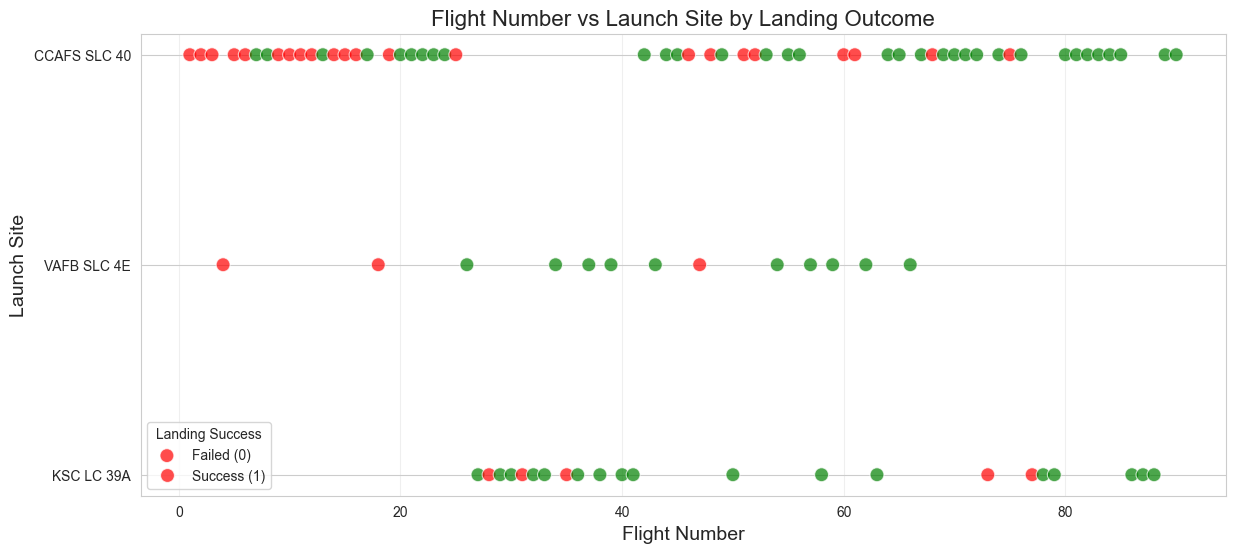 Flight Number vs Launch Site by Landing Outcome
Launch Site
CCAFS SLC 40
VAFB SLC 4E
KSC LC 39A
Landing Success
Failed (0)
Success (1)
0 20 40 60 80
Flight Number